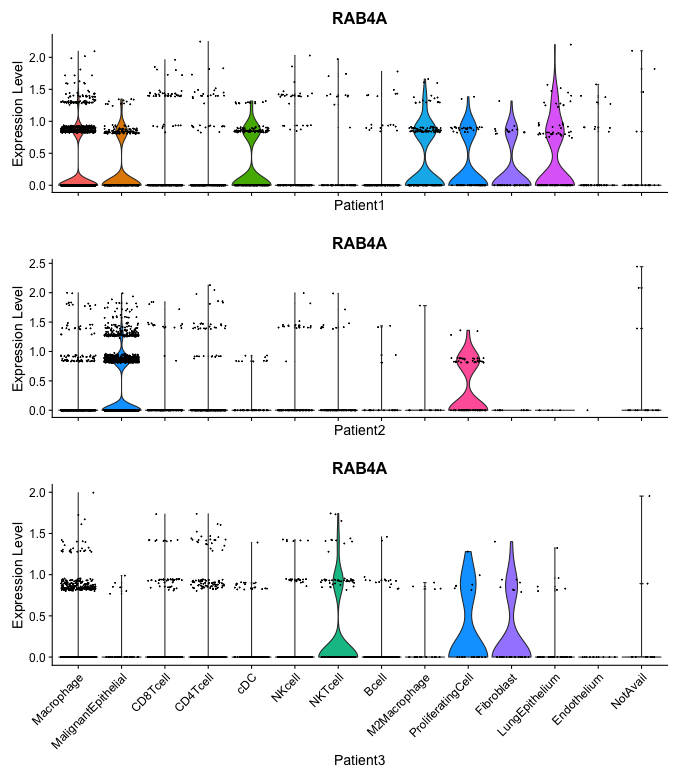 RAB4A
Expression Level
2.0
1.5
1.0
0.5
0.0
Patient1
RAB4A
Expression Level
2.5
2.0
1.5
1.0
0.5
0.0
Patient2
RAB4A
Expression Level
2.0
1.5
1.0
0.5
0.0
Macrophage
MalignantEpithelial
CD8Tcell
CD4Tcell
cDC
NKcell
NKTcell
Bcell
M2Macrophage
ProliferatingCell
Fibroblast
LungEpithelium
Endothelium
NotAvail
Patient3